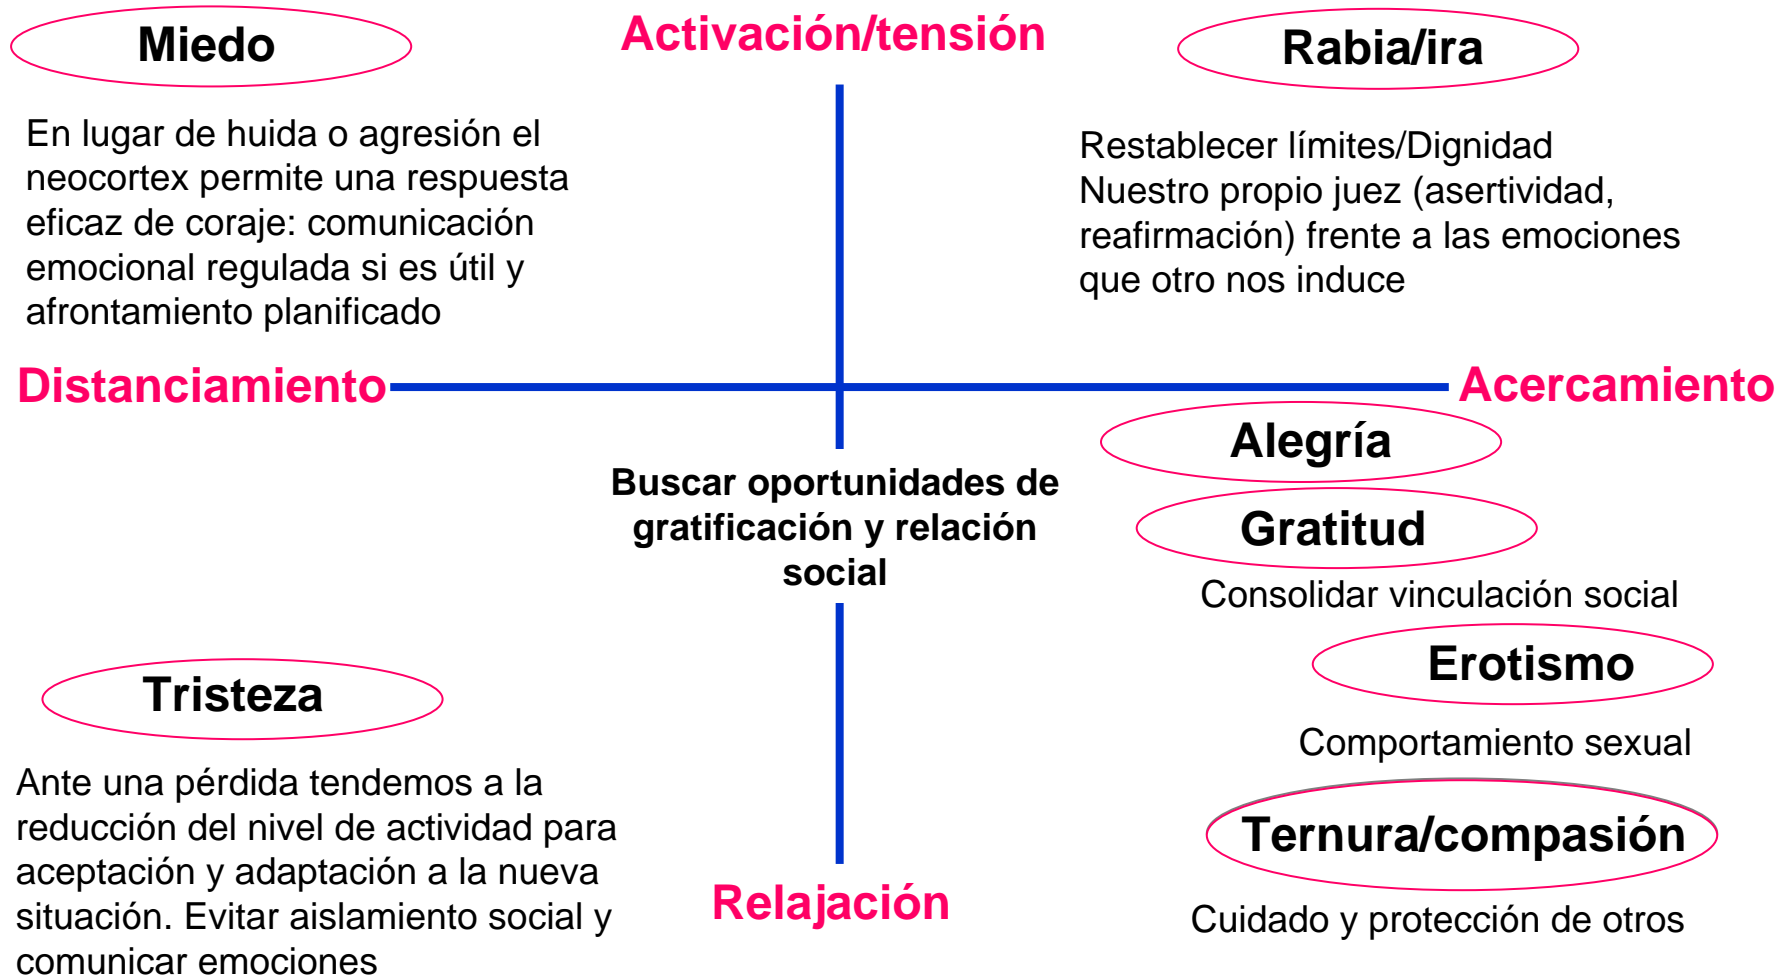 Miedo
Activación/tensión
Rabia/ira
En lugar de huida o agresión el
neocortex permite una respuesta
eficaz de coraje: comunicación
emocional regulada si es útil y
afrontamiento planificado
Restablecer límites/Dignidad
Nuestro propio juez (asertividad,
reafirmación) frente a las emociones
que otro nos induce
Distanciamiento
Acercamiento
Alegría
Buscar oportunidades de
gratificación y relación
social
Gratitud
Consolidar vinculación social
Erotismo
Comportamiento sexual
Tristeza
Ante una pérdida tendemos a la
reducción del nivel de actividad para
aceptación y adaptación a la nueva
situación. Evitar aislamiento social y
comunicar emociones
Ternura/compasión
Cuidado y protección de otros
Relajación